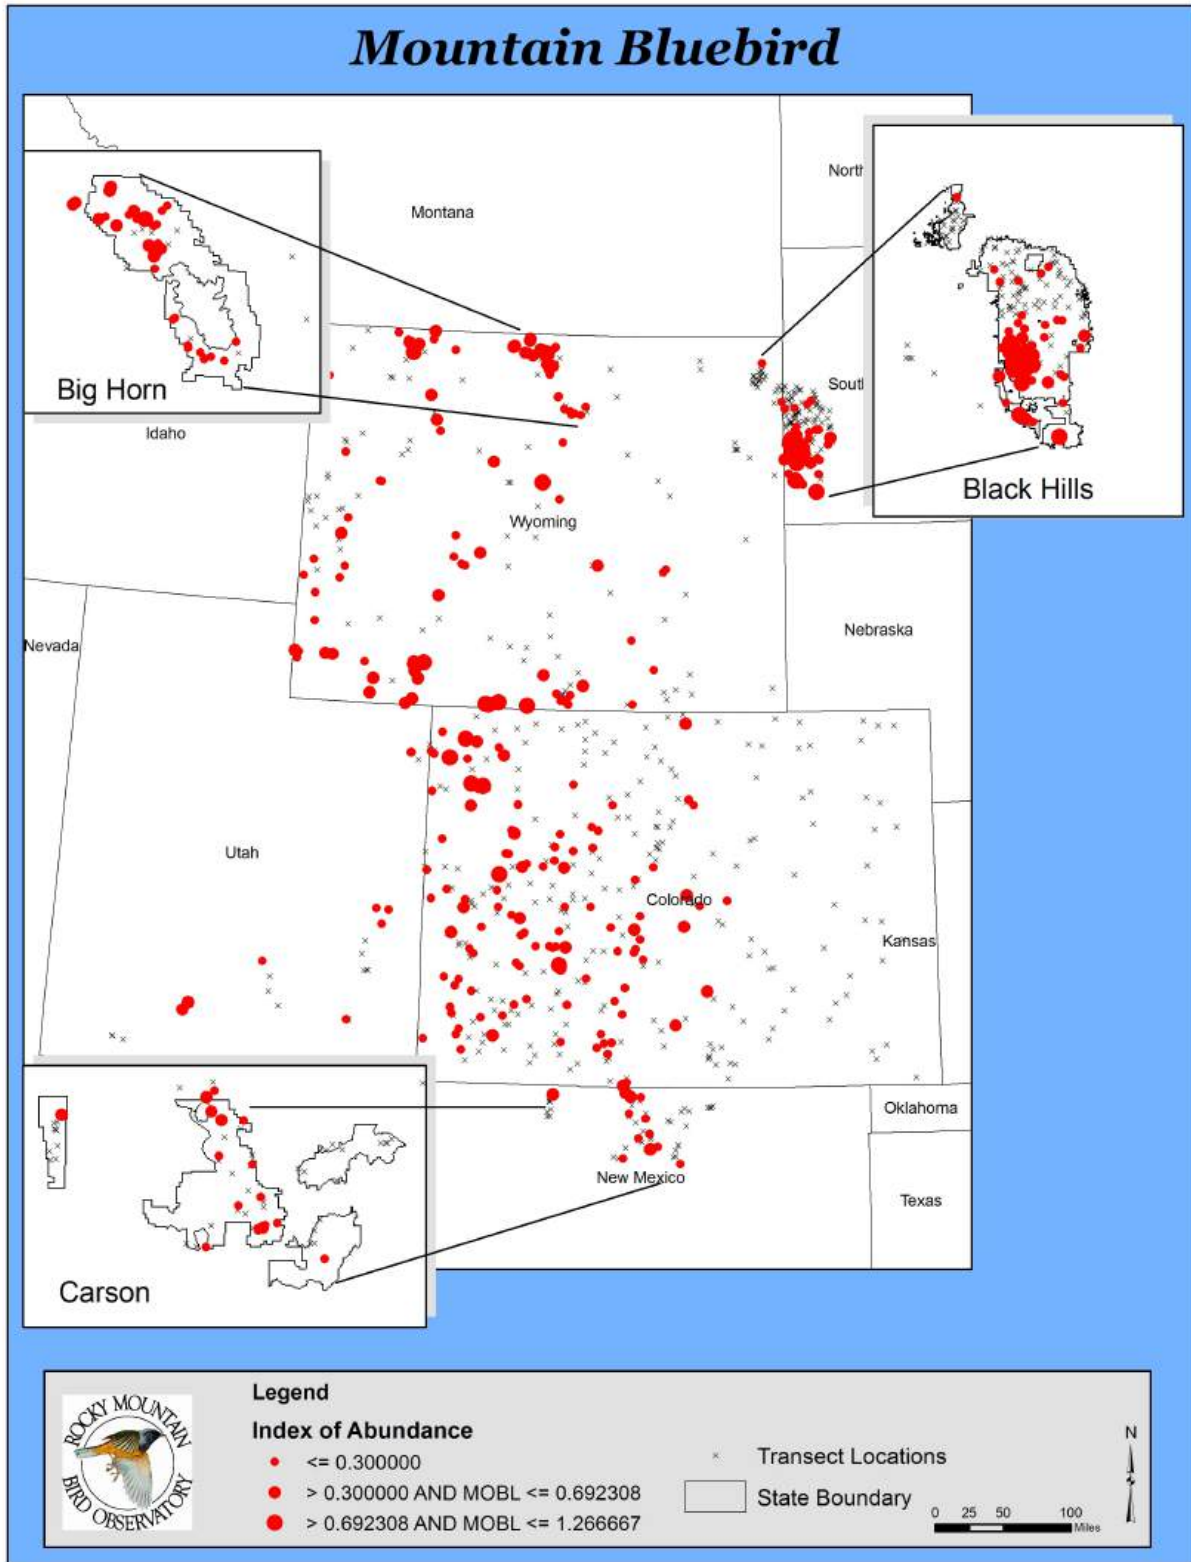 Mountain Bluebird
North
Montana
Big Horn
South
Idaho
Black Hills
Wyoming
Nevada
Nebraska
Utah
Colorado
Kansas
Oklahoma
New Mexico
Texas
Carson
Legend
Index of Abundance
<= 0.300000
> 0.300000 AND MOBL <= 0.692308
> 0.692308 AND MOBL <= 1.266667
Transect Locations
State Boundary
N
0 25 50 100
Miles
ROCKY MOUNTAIN
BIRD OBSERVATORY